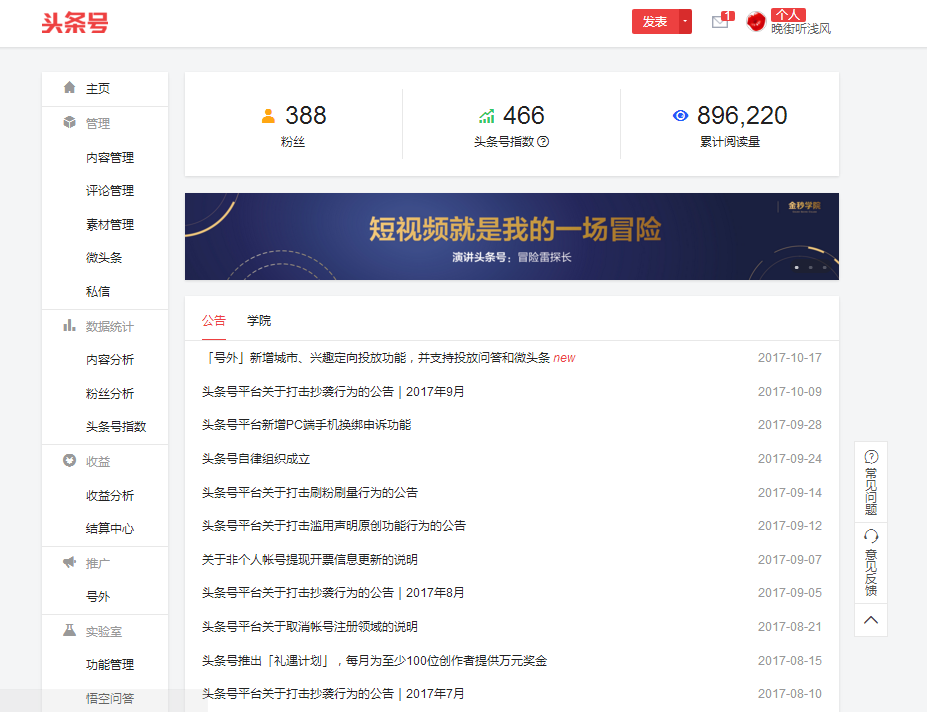 头条号
发表
1
个人
晚街听浅风
主页
管理
内容管理
评论管理
素材管理
微头条
私信
数据统计
内容分析
粉丝分析
头条号指数
收益
收益分析
结算中心
推广
号外
实验室
功能管理
悟空问答
388
粉丝
466
头条号指数
896,220
累计阅读量
金秒学院
短视频就是我的一场冒险
演讲头条号：冒险雷探长
公告 学院
「号外」新增城市、兴趣定向投放功能，并支持投放问答和微头条 new 2017-10-17
头条号平台关于打击抄袭行为的公告｜2017年9月 2017-10-09
头条号平台新增PC端手机换绑申诉功能 2017-09-28
头条号自律组织成立 2017-09-24
头条号平台关于打击刷粉刷量行为的公告 2017-09-14
头条号平台关于打击滥用声明原创功能行为的公告 2017-09-12
关于非个人帐号提现开票信息更新的说明 2017-09-07
头条号平台关于打击抄袭行为的公告｜2017年8月 2017-09-05
头条号平台关于取消帐号注册领域的说明 2017-08-21
头条号推出「礼遇计划」，每月为至少100位创作者提供万元奖金 2017-08-15
头条号平台关于打击抄袭行为的公告｜2017年7月 2017-08-10
常见问题
意见反馈